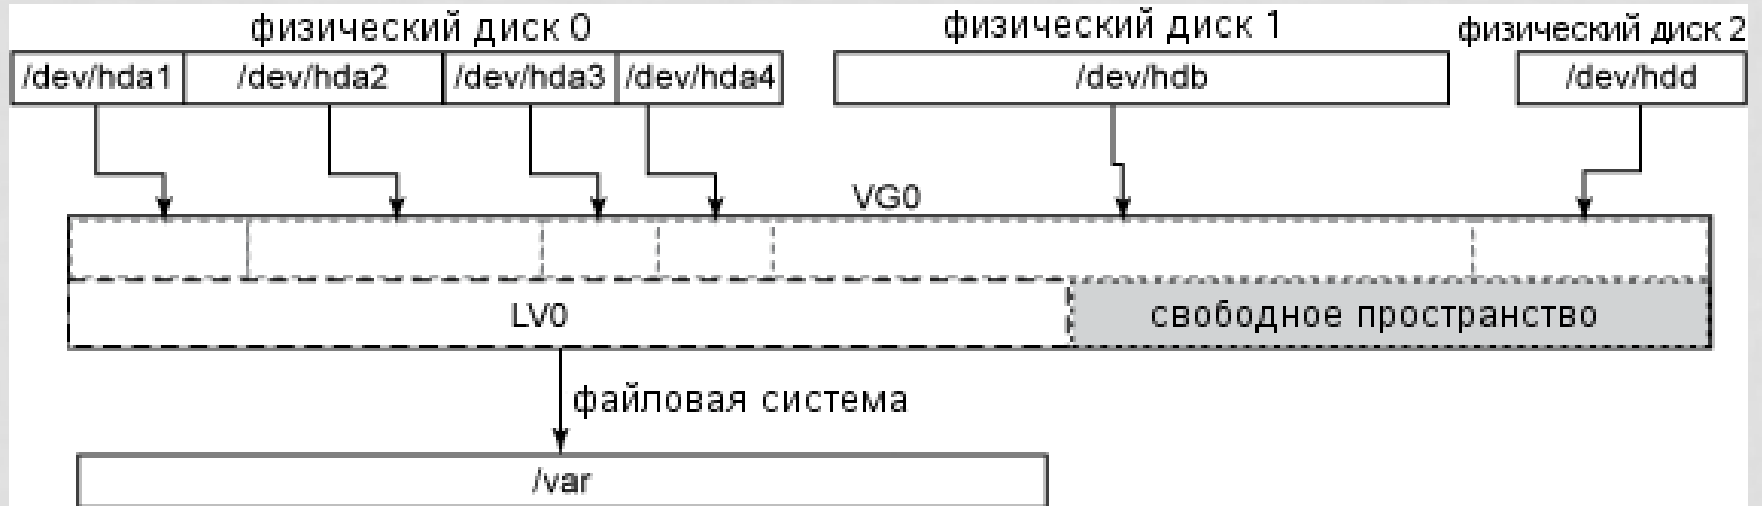 физический диск 0
физический диск 1
физический диск 2
/dev/hda1 /dev/hda2 /dev/hda3 /dev/hda4 /dev/hdb /dev/hdd
VG0
LV0 свободное пространство
файловая система
/var